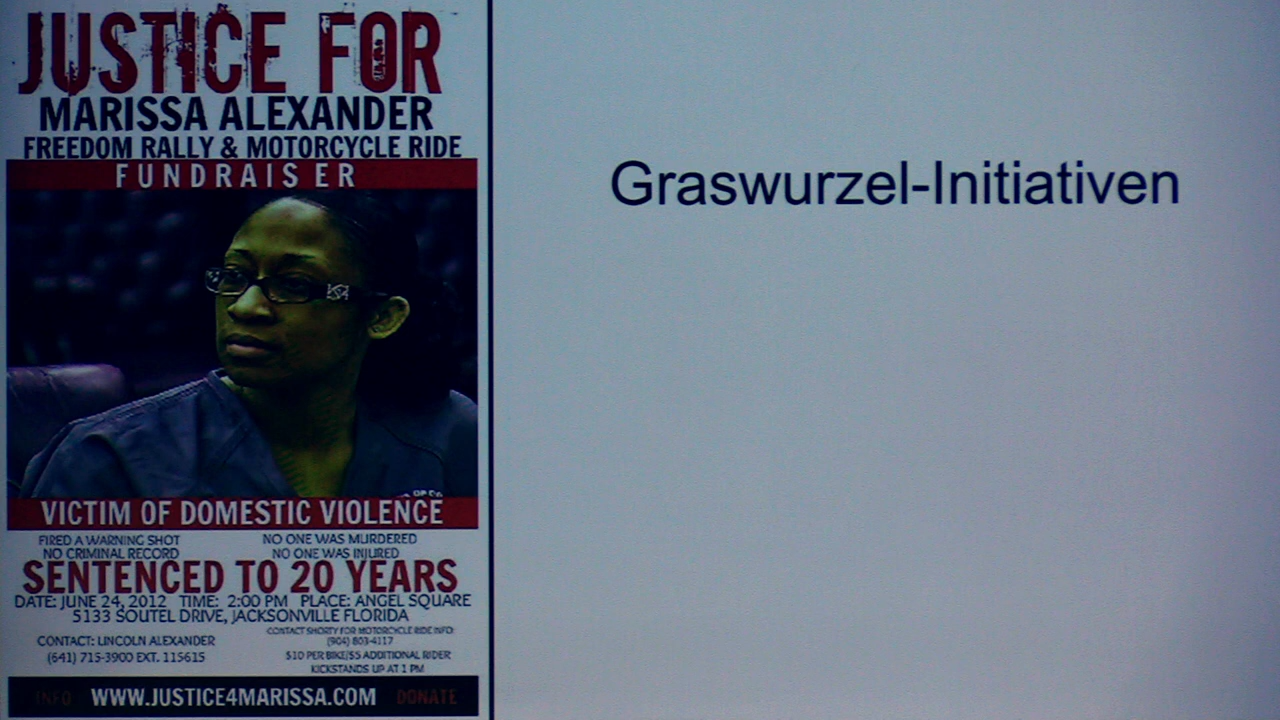 JUSTICE FOR
MARISSA ALEXANDER
FREEDOM RALLY & MOTORCYCLE RIDE
FUNDRAISER
VICTIM OF DOMESTIC VIOLENCE
FIRED A WARNING SHOT NO ONE WAS MURDERED
NO CRIMINAL RECORD NO ONE WAS INJURED
SENTENCED TO 20 YEARS
DATE: JUNE 24, 2012 TIME: 2:00 PM PLACE: ANGEL SQUARE
5133 SOUTEL DRIVE, JACKSONVILLE FLORIDA
CONTACT: LINCOLN ALEXANDER
(641) 715-3900 EXT. 115615
CONTACT SHORTY FOR MOTORCYCLE RIDE INFO:
(904) 803-4117
$10 PER BIKE/$5 ADDITIONAL RIDER
KICKSTANDS UP AT 1 PM
INFO WWW.JUSTICE4MARISSA.COM DONATE
Graswurzel-Initiativen